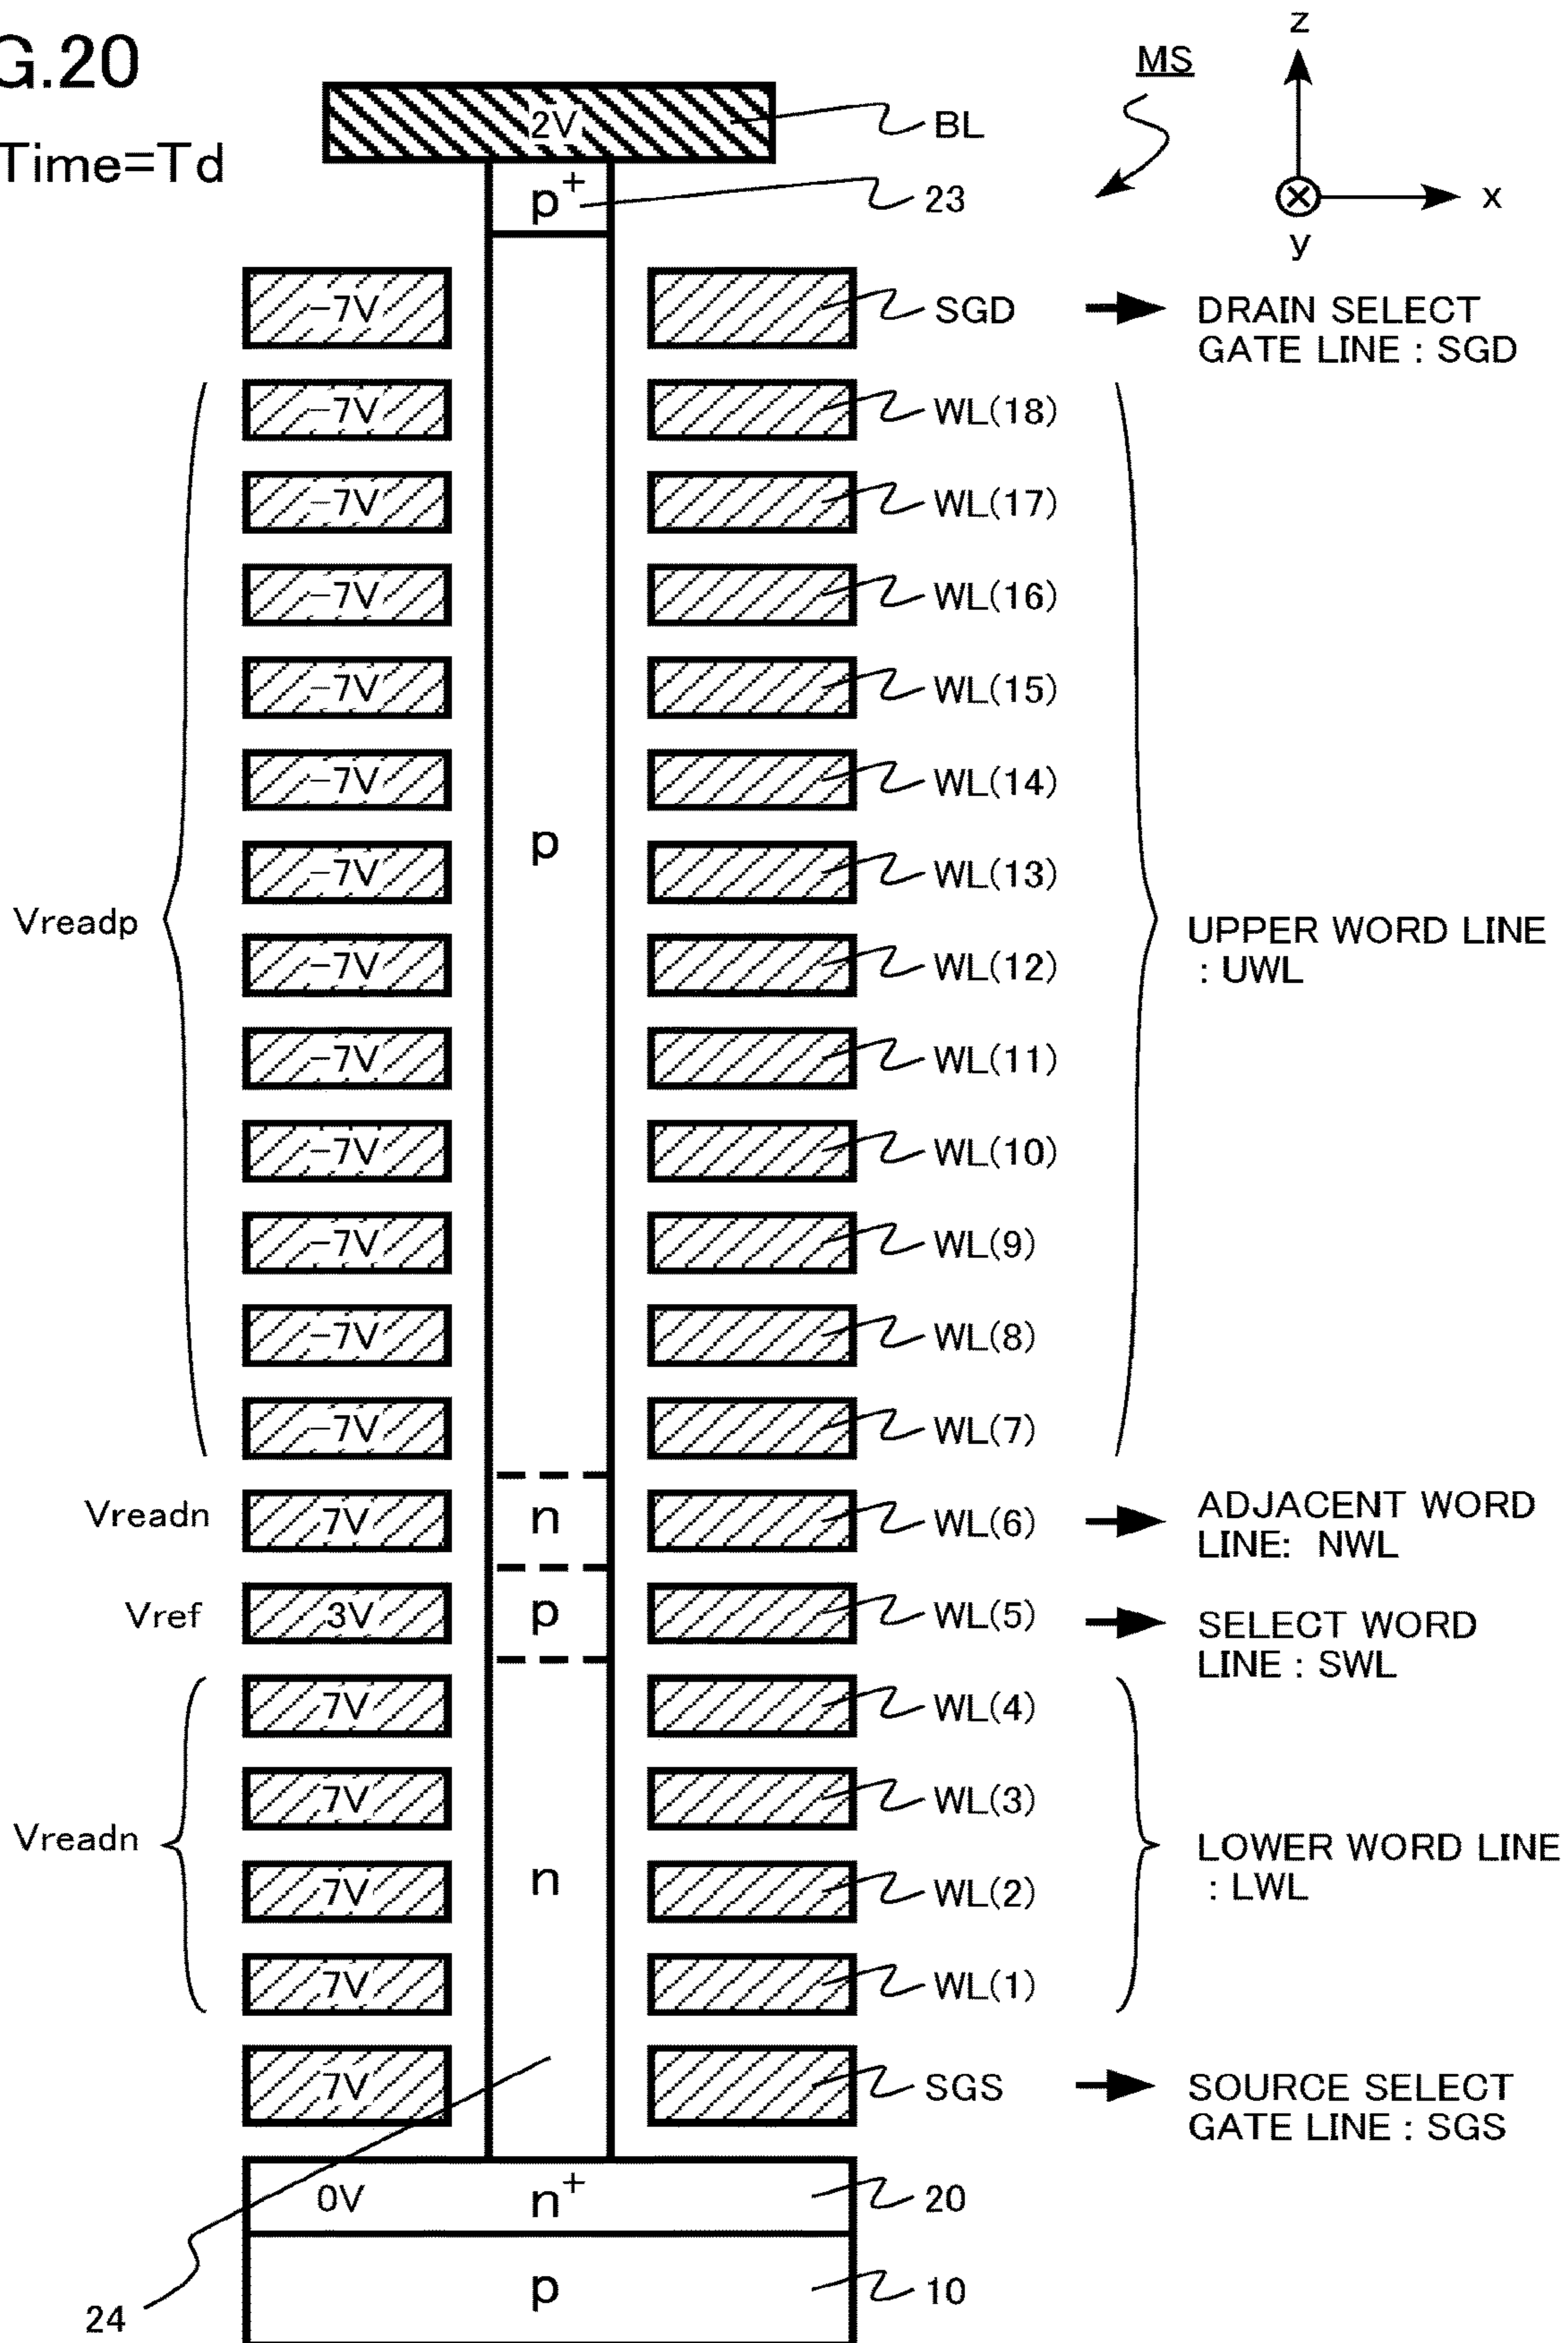 G.20
Time=Td
z
MS
x
y
2V
BL
p+
23
-7V
SGD
DRAIN SELECT
GATE LINE : SGD
-7V
WL(18)
-7V
WL(17)
-7V
WL(16)
-7V
WL(15)
-7V
WL(14)
p
-7V
WL(13)
Vreadp
UPPER WORD LINE
: UWL
-7V
WL(12)
-7V
WL(11)
-7V
WL(10)
-7V
WL(9)
-7V
WL(8)
-7V
WL(7)
Vreadn
7V
n
WL(6)
ADJACENT WORD
LINE: NWL
Vref
3V
p
WL(5)
SELECT WORD
LINE : SWL
7V
WL(4)
7V
WL(3)
Vreadn
LOWER WORD LINE
: LWL
7V
n
WL(2)
7V
WL(1)
7V
SGS
SOURCE SELECT
GATE LINE : SGS
0V
n+
20
p
10
24